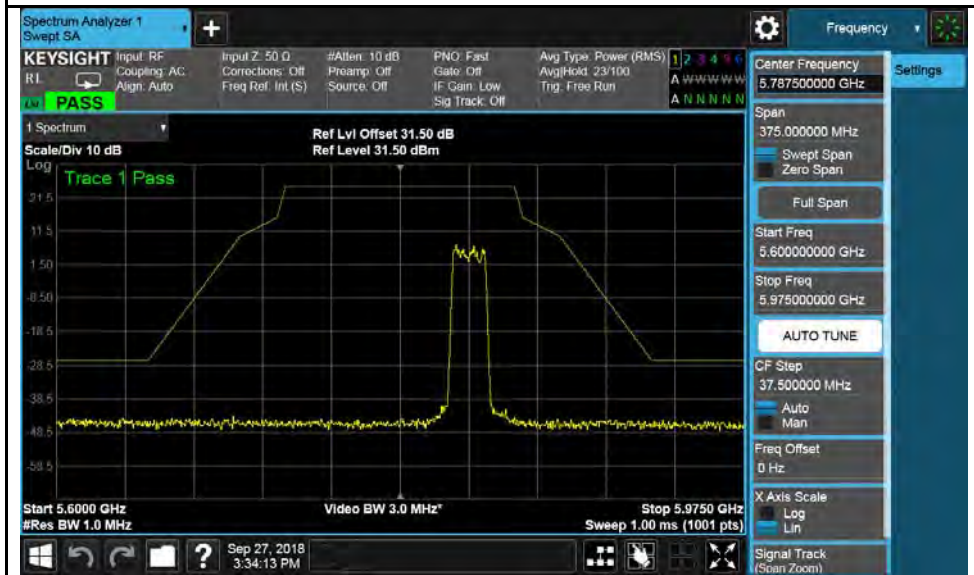 Spectrum Analyzer 1
Swept SA
+
Frequency
KEYSIGHT
RL
PASS
Input: RF
Coupling: AC
Align: Auto
Input Z: 50 Ω
Corrections: Off
Freq Ref: Int (S)
#Atten: 10 dB
Preamp: Off
Source: Off
PNO: Fast
Gate: Off
IF Gain: Low
Sig Track: Off
Avg Type: Power (RMS)
Avg|Hold: 23/100
Trig: Free Run
1 2 3 4 5 6
A W W W W W
A N N N N N
1 Spectrum
Scale/Div 10 dB
Ref Lvl Offset 31.50 dB
Ref Level 31.50 dBm
Log
Trace 1 Pass
21.5
11.5
1.50
-8.50
-18.5
-28.5
-38.5
-48.5
-58.5
Start 5.6000 GHz
#Res BW 1.0 MHz
Video BW 3.0 MHz*
Stop 5.9750 GHz
Sweep 1.00 ms (1001 pts)
?
Sep 27, 2018
3:34:13 PM
Center Frequency
5.787500000 GHz
Span
375.000000 MHz
Swept Span
Zero Span
Full Span
Start Freq
5.600000000 GHz
Stop Freq
5.975000000 GHz
AUTO TUNE
CF Step
37.500000 MHz
Auto
Man
Freq Offset
0 Hz
X Axis Scale
Log
Lin
Signal Track
(Span Zoom)
Settings